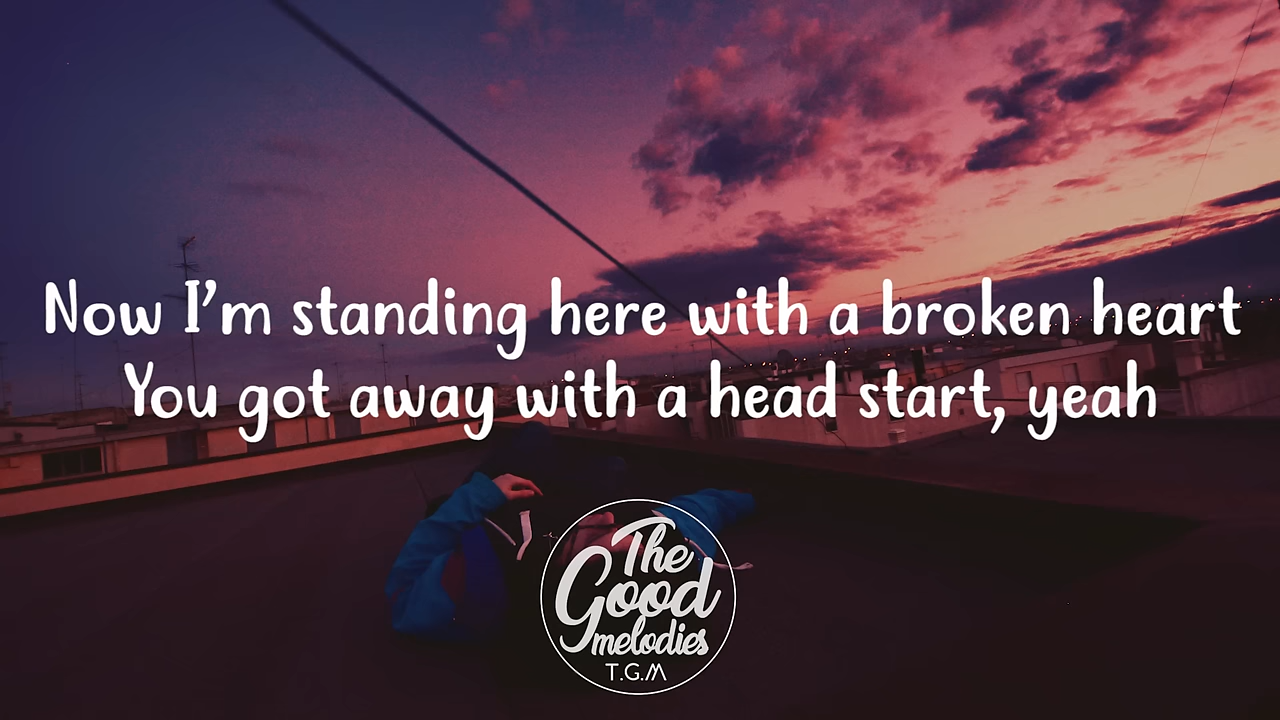 Now I’m standing here with a broken heart
You got away with a head start, yeah
The
Good
melodies
T.G.M